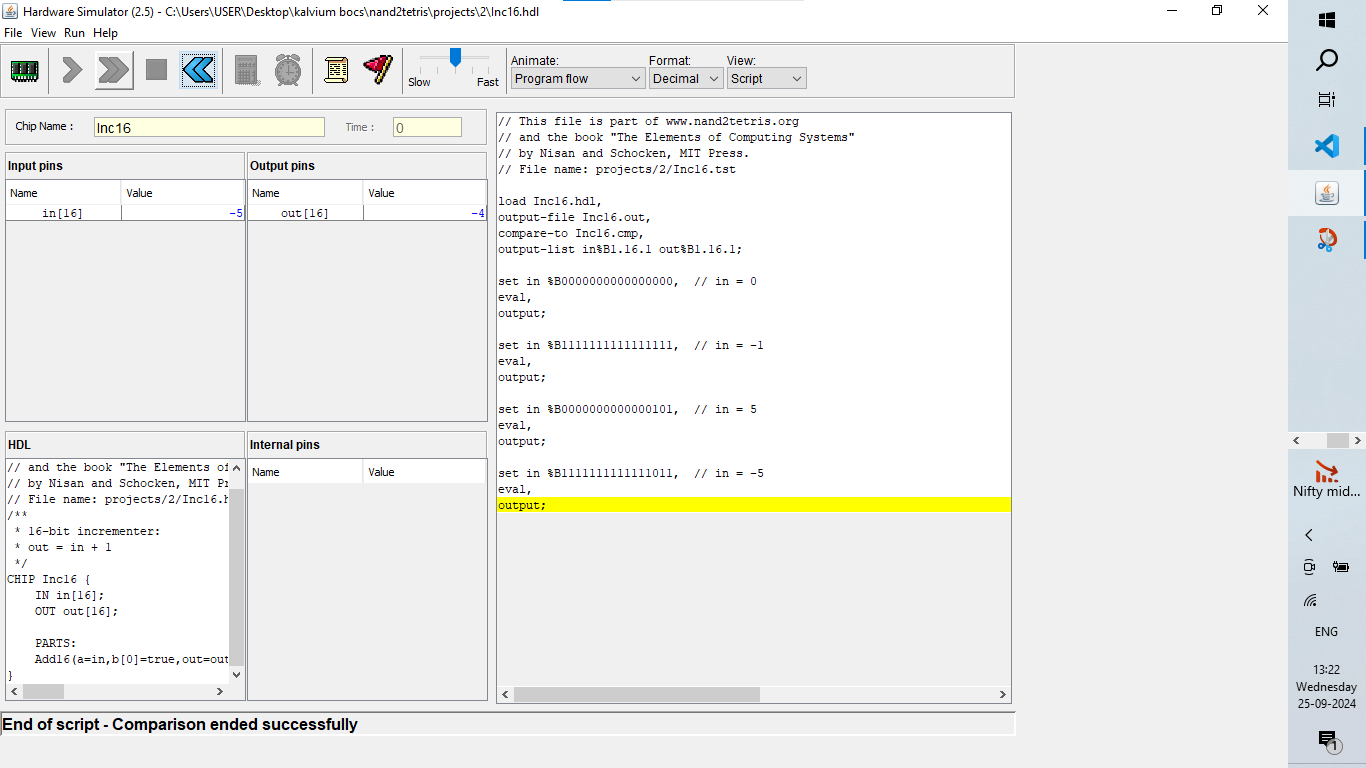 Hardware Simulator (2.5) - C:\Users\USER\Desktop\kalvium bocs\nand2tetris\projects\2\Inc16.hdl
File View Run Help
Slow Fast
Animate: Format: View:
Program flow Decimal Script
Chip Name : Inc16 Time : 0
Input pins
Name Value
in[16] -5
Output pins
Name Value
out[16] -4
HDL
// and the book "The Elements of
// by Nisan and Schocken, MIT Pr
// File name: projects/2/Inc16.h
/**
* 16-bit incrementer:
* out = in + 1
*/
CHIP Inc16 {
IN in[16];
OUT out[16];
PARTS:
Add16(a=in,b[0]=true,out=out
}
Internal pins
Name Value
// This file is part of www.nand2tetris.org
// and the book "The Elements of Computing Systems"
// by Nisan and Schocken, MIT Press.
// File name: projects/2/Inc16.tst
load Inc16.hdl,
output-file Inc16.out,
compare-to Inc16.cmp,
output-list in%B1.16.1 out%B1.16.1;
set in %B0000000000000000,  // in = 0
eval,
output;
set in %B1111111111111111,  // in = -1
eval,
output;
set in %B0000000000000101,  // in = 5
eval,
output;
set in %B1111111111111011,  // in = -5
eval,
output;
End of script - Comparison ended successfully
Nifty mid...
ENG
13:22
Wednesday
25-09-2024
1